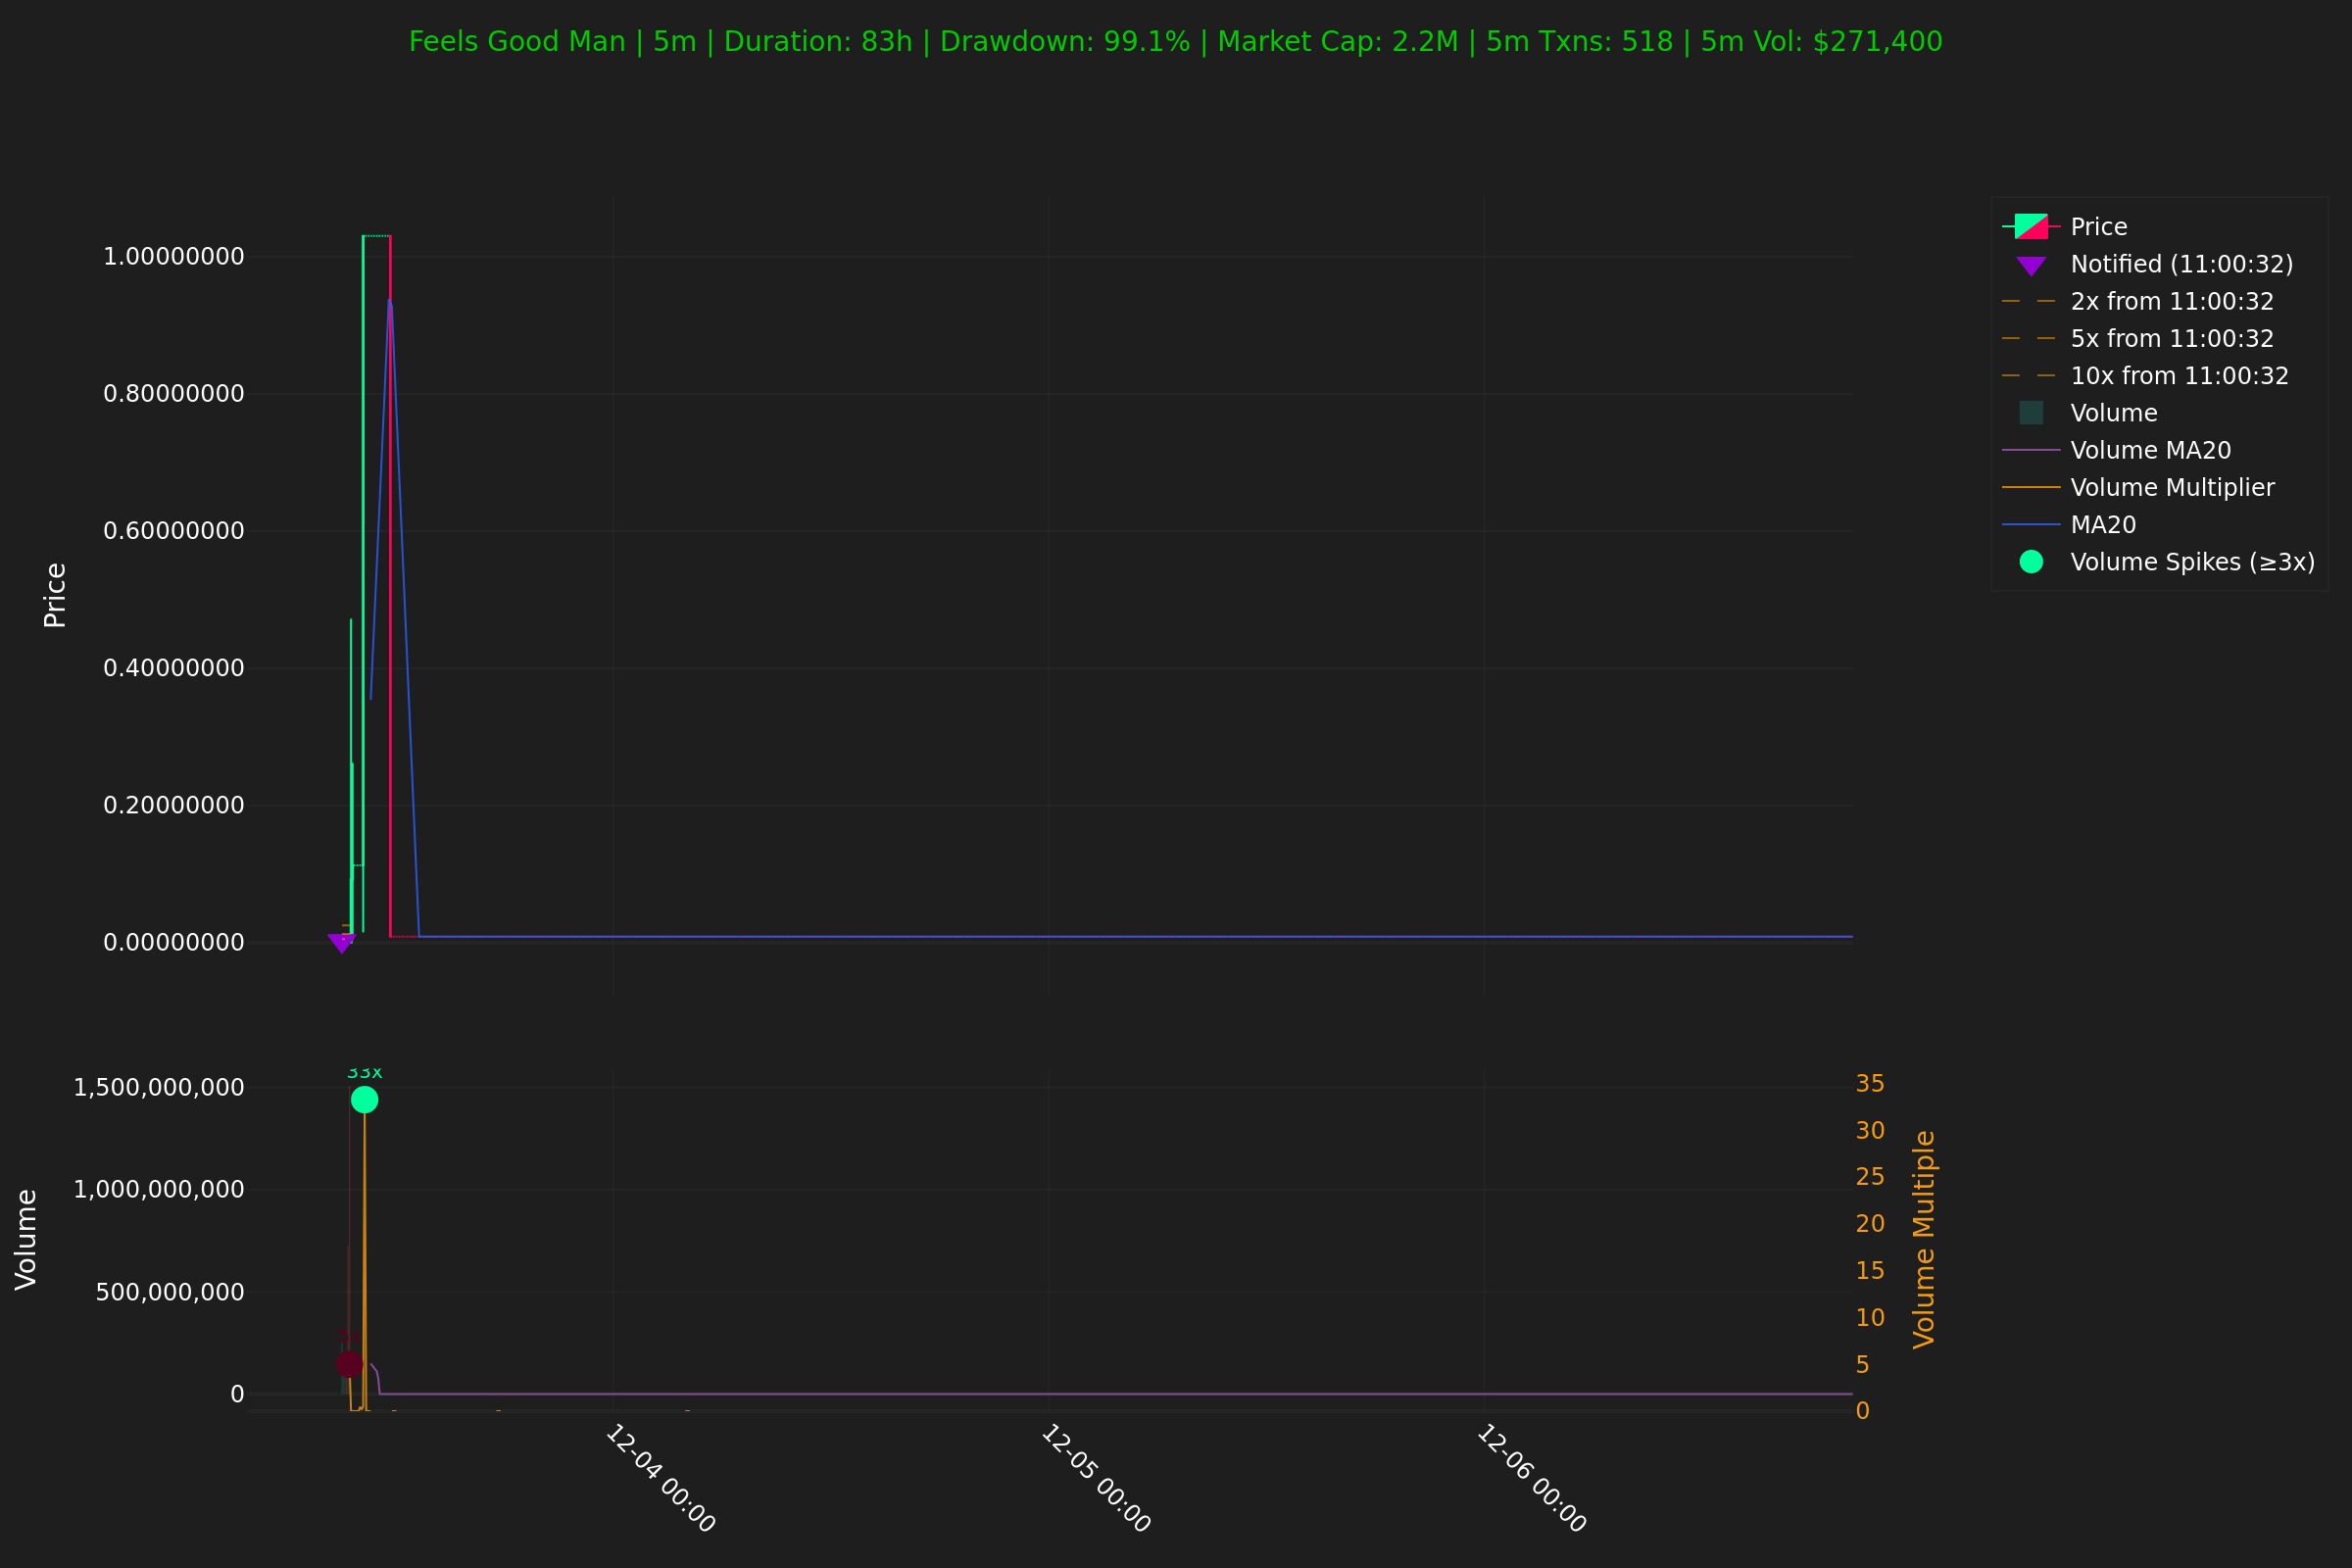 Feels Good Man | 5m | Duration: 83h | Drawdown: 99.1% | Market Cap: 2.2M | 5m Txns: 518 | 5m Vol: $271,400
Price
1.00000000
0.80000000
0.60000000
0.40000000
0.20000000
0.00000000
Price
Notified (11:00:32)
2x from 11:00:32
5x from 11:00:32
10x from 11:00:32
Volume
Volume MA20
Volume Multiplier
MA20
Volume Spikes (≥3x)
Volume
1,500,000,000
1,000,000,000
500,000,000
0
33x
35
30
25
20
15
10
5
0
Volume Multiple
12-04 00:00
12-05 00:00
12-06 00:00